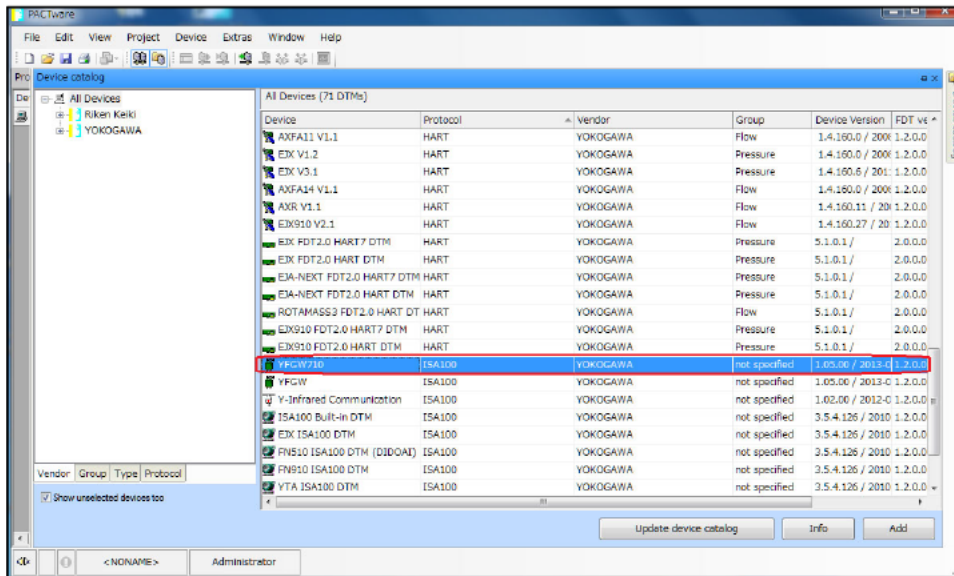 PACTware
File Edit View Project Device Extras Window Help
Pro Device catalog
De All Devices
Riken Keiki
YOKOGAWA
All Devices (71 DTMs)
Device Protocol Vendor Group Device Version FDT ve
AXFA11 V1.1 HART YOKOGAWA Flow 1.4.160.0 / 200 1.2.0.0
EJX V1.2 HART YOKOGAWA Pressure 1.4.160.0 / 200 1.2.0.0
EJX V3.1 HART YOKOGAWA Pressure 1.4.160.6 / 201 1.2.0.0
AXFA14 V1.1 HART YOKOGAWA Flow 1.4.160.0 / 200 1.2.0.0
AXR V1.1 HART YOKOGAWA Flow 1.4.160.11 / 20 1.2.0.0
EJX910 V2.1 HART YOKOGAWA Flow 1.4.160.27 / 20 1.2.0.0
EJX FDT2.0 HART7 DTM HART YOKOGAWA Pressure 5.1.0.1 / 2.0.0.0
EJX FDT2.0 HART DTM HART YOKOGAWA Pressure 5.1.0.1 / 2.0.0.0
EJA-NEXT FDT2.0 HART7 DTM HART YOKOGAWA Pressure 5.1.0.1 / 2.0.0.0
EJA-NEXT FDT2.0 HART DTM HART YOKOGAWA Pressure 5.1.0.1 / 2.0.0.0
ROTAMASS3 FDT2.0 HART DT HART YOKOGAWA Flow 5.1.0.1 / 2.0.0.0
EJX910 FDT2.0 HART7 DTM HART YOKOGAWA Pressure 5.1.0.1 / 2.0.0.0
EJX910 FDT2.0 HART DTM HART YOKOGAWA Pressure 5.1.0.1 / 2.0.0.0
YFGW710 ISA100 YOKOGAWA not specified 1.05.00 / 2013-0 1.2.0.0
YFGW ISA100 YOKOGAWA not specified 1.05.00 / 2013-0 1.2.0.0
Y-Infrared Communication ISA100 YOKOGAWA not specified 1.02.00 / 2012-0 1.2.0.0
ISA100 Built-in DTM ISA100 YOKOGAWA not specified 3.5.4.126 / 2010 1.2.0.0
EJX ISA100 DTM ISA100 YOKOGAWA not specified 3.5.4.126 / 2010 1.2.0.0
FN510 ISA100 DTM (DIDOAI) ISA100 YOKOGAWA not specified 3.5.4.126 / 2010 1.2.0.0
FN910 ISA100 DTM ISA100 YOKOGAWA not specified 3.5.4.126 / 2010 1.2.0.0
YTA ISA100 DTM ISA100 YOKOGAWA not specified 3.5.4.126 / 2010 1.2.0.0
Vendor Group Type Protocol
Show unselected devices too
Update device catalog Info Add
<NONAME> Administrator